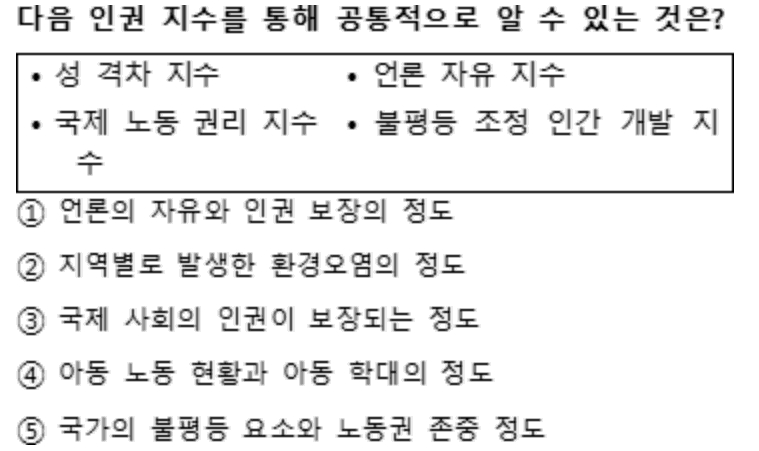 다음 인권 지수를 통해 공통적으로 알 수 있는 것은?
• 성 격차 지수 • 언론 자유 지수
• 국제 노동 권리 지수 • 불평등 조정 인간 개발 지
수
① 언론의 자유와 인권 보장의 정도
② 지역별로 발생한 환경오염의 정도
③ 국제 사회의 인권이 보장되는 정도
④ 아동 노동 현황과 아동 학대의 정도
⑤ 국가의 불평등 요소와 노동권 존중 정도